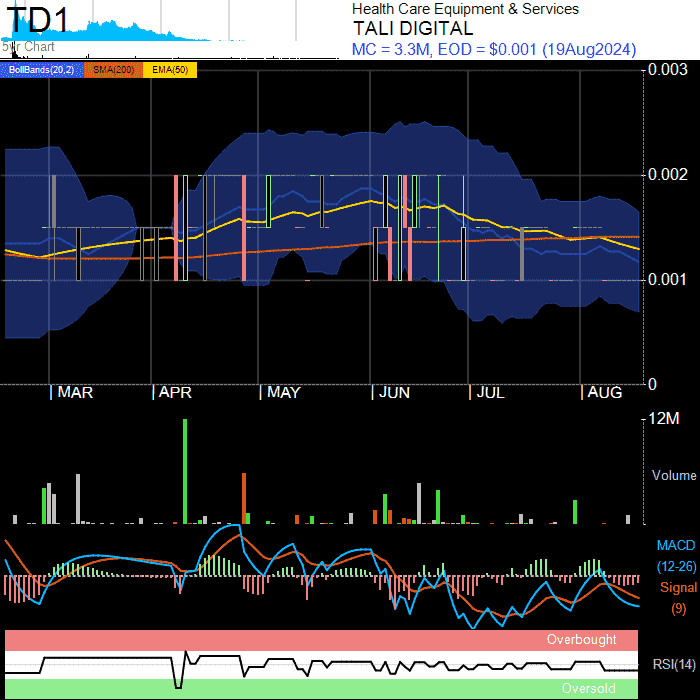 TD1
5yr Chart
Health Care Equipment & Services
TALI DIGITAL
MC = 3.3M, EOD = $0.001 (19Aug2024)
BollBands(20,2) SMA(200) EMA(50)
0.003
0.002
0.001
0
MAR APR MAY JUN JUL AUG
12M
Volume
MACD
(12-26)
Signal
(9)
Overbought
RSI(14)
Oversold